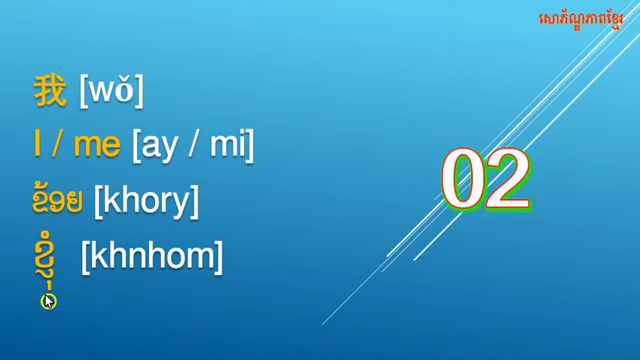 សោភ័ណ្ឌភាពខ្មែរ
我 [wǒ]
I / me [ay / mi]
ຂ້ອຍ [khory]
ខ្ញុំ [khnhom]
02